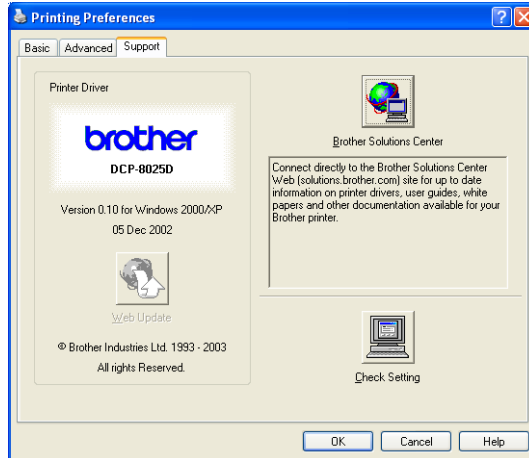 Printing Preferences
Basic
Advanced
Support
Printer Driver
brother
DCP-8025D
Version 0.10 for Windows 2000/XP
05 Dec 2002
Web Update
© Brother Industries Ltd. 1993 - 2003
All rights Reserved.
Brother Solutions Center
Connect directly to the Brother Solutions Center
Web (solutions.brother.com) site for up to date
information on printer drivers, user guides, white
papers and other documentation available for your
Brother printer.
Check Setting
OK
Cancel
Help